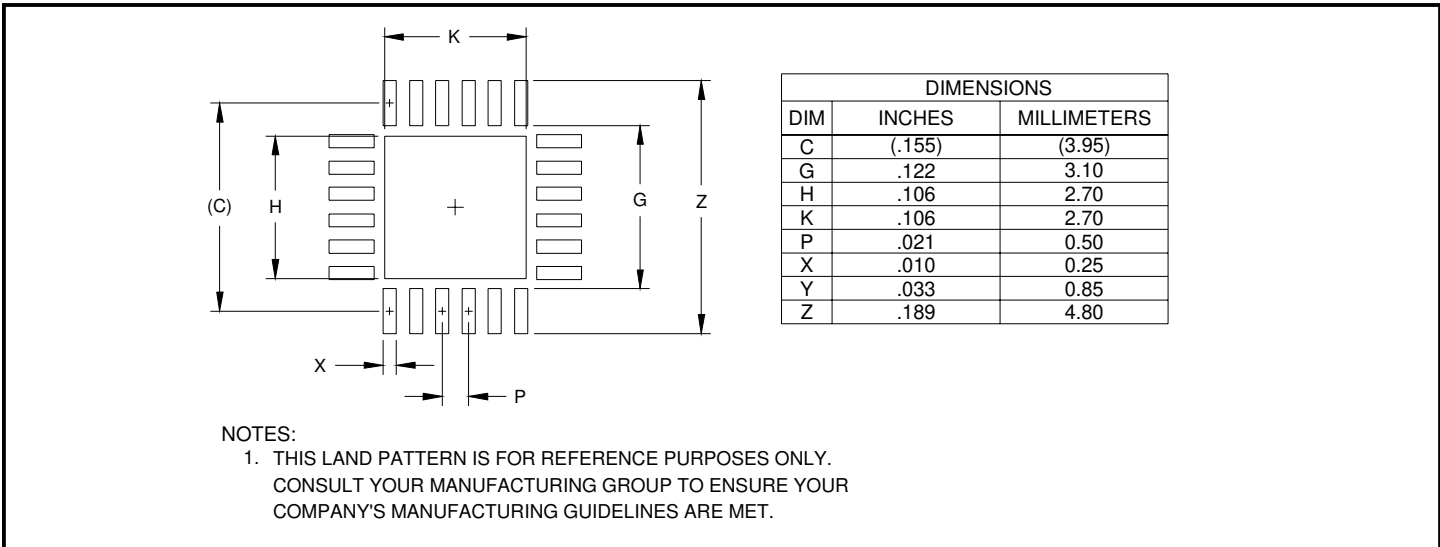 K
(C)
H
G
Z
X
P
DIMENSIONS
DIM INCHES MILLIMETERS
C (.155) (3.95)
G .122 3.10
H .106 2.70
K .106 2.70
P .021 0.50
X .010 0.25
Y .033 0.85
Z .189 4.80
NOTES:
1. THIS LAND PATTERN IS FOR REFERENCE PURPOSES ONLY.
CONSULT YOUR MANUFACTURING GROUP TO ENSURE YOUR
COMPANY'S MANUFACTURING GUIDELINES ARE MET.